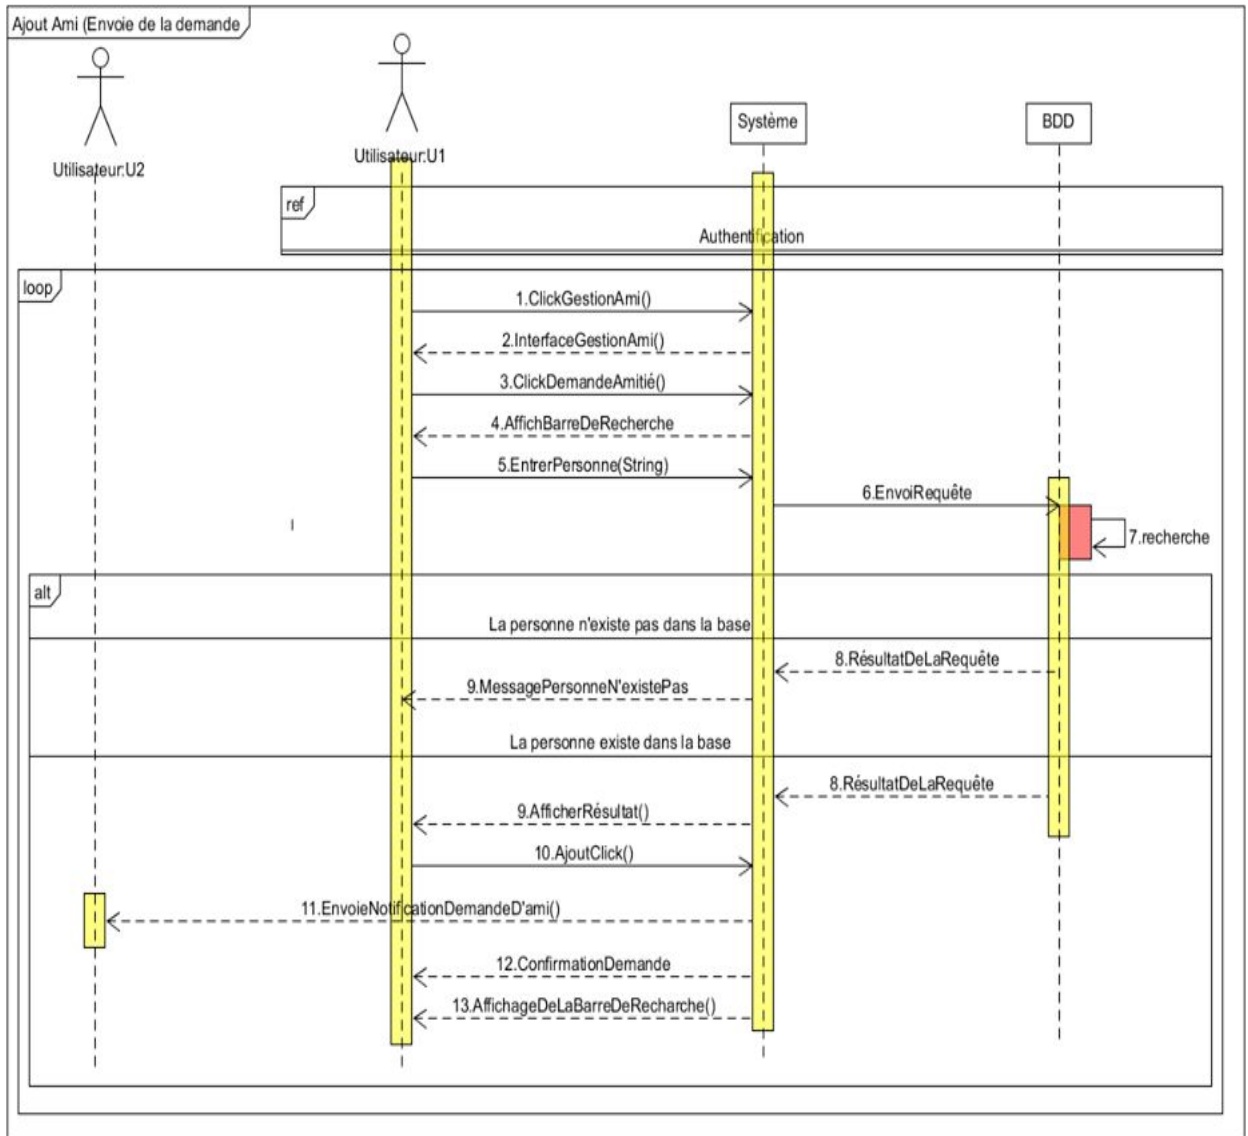 Ajout Ami (Envoie de la demande
Utilisateur:U2
Utilisateur:U1
Système
BDD
ref
Authentification
loop
1.ClickGestionAmi()
2.InterfaceGestionAmi()
3.ClickDemandeAmitié()
4.AffichBarreDeRecherche
5.EntrerPersonne(String)
6.EnvoiRequête
7.recherche
alt
La personne n'existe pas dans la base
8.RésultatDeLaRequête
9.MessagePersonneN'existePas
La personne existe dans la base
8.RésultatDeLaRequête
9.AfficherRésultat()
10.AjoutClick()
11.EnvoieNotificationDemandeD'ami()
12.ConfirmationDemande
13.AffichageDeLaBarreDeRecharche()